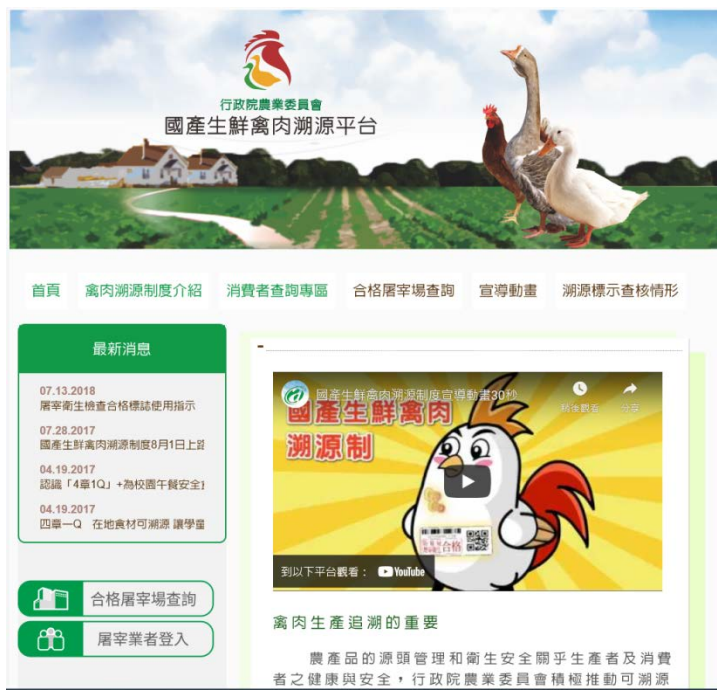 行政院農業委員會
國產生鮮禽肉溯源平台
首頁 禽肉溯源制度介紹 消費者查詢專區 合格屠宰場查詢 宣導動畫 溯源標示查核情形
最新消息
07.13.2018
屠宰衛生檢查合格標誌使用指示
07.28.2017
國產生鮮禽肉溯源制度8月1日上路
04.19.2017
認識「4章1Q」+為校園午餐安全
04.19.2017
四章一Q 在地食材可溯源 讓學童
合格屠宰場查詢
屠宰業者登入
國產生鮮禽肉溯源制度宣導動畫30秒
稍後觀看 分享
國產生鮮禽肉
溯源制
合格
到以下平台觀看： YouTube
禽肉生產追溯的重要
農產品的源頭管理和衛生安全關乎生產者及消費
者之健康與安全，行政院農業委員會積極推動可溯源